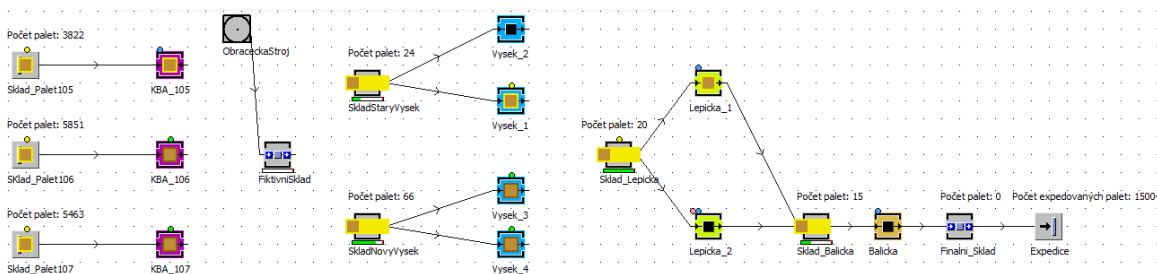 Počet palet: 3822
Sklad_Palet105
KBA_105
ObraceckaStroj
Počet palet: 24
SkladStaryVysek
Vysek_2
Vysek_1
Počet palet: 5851
SKlad_Palet106
KBA_106
FiktivniSklad
Počet palet: 20
Sklad_Lepicka
Lepicka_1
Počet palet: 5463
Sklad_Palet107
KBA_107
Počet palet: 66
SkladNovyVysek
Vysek_3
Vysek_4
Lepicka_2
Počet palet: 15
Sklad_Balicka
Balicka
Počet palet: 0
Finalni_Sklad
Počet expedovaných palet: 1500
Expedice